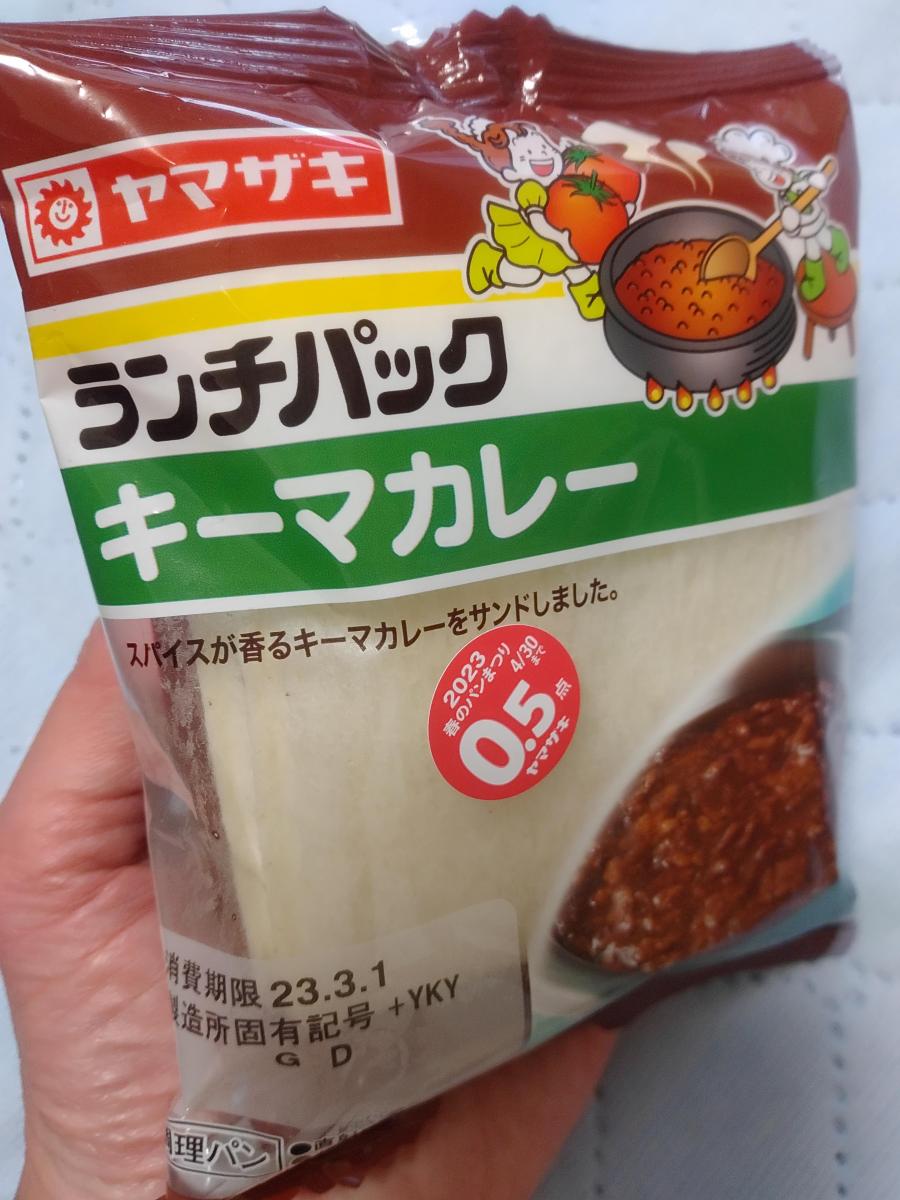 ヤマザキ
ランチパック
キーマカレー
スパイスが香るキーマカレーをサンドしました。
2023
春のパンまつり
4/30まで
0.5点
ヤマザキ
消費期限 23.3.1
製造所固有記号 +YKY
G D
調理パン